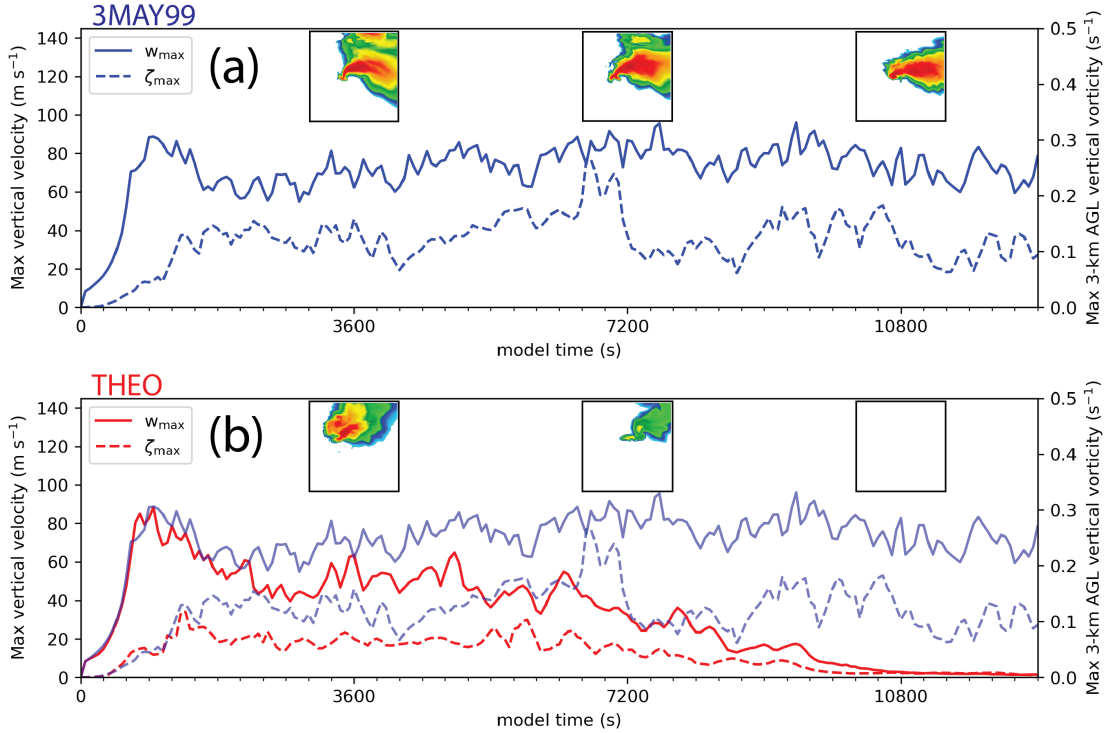 3MAY99
Max vertical velocity (m s⁻¹)
140
120
100
80
60
40
20
0
w_max
ζ_max
(a)
0.5
0.4
0.3
0.2
0.1
0.0
Max 3-km AGL vertical vorticity (s⁻¹)
0 3600 7200 10800
model time (s)
THEO
Max vertical velocity (m s⁻¹)
140
120
100
80
60
40
20
0
w_max
ζ_max
(b)
0.5
0.4
0.3
0.2
0.1
0.0
Max 3-km AGL vertical vorticity (s⁻¹)
0 3600 7200 10800
model time (s)